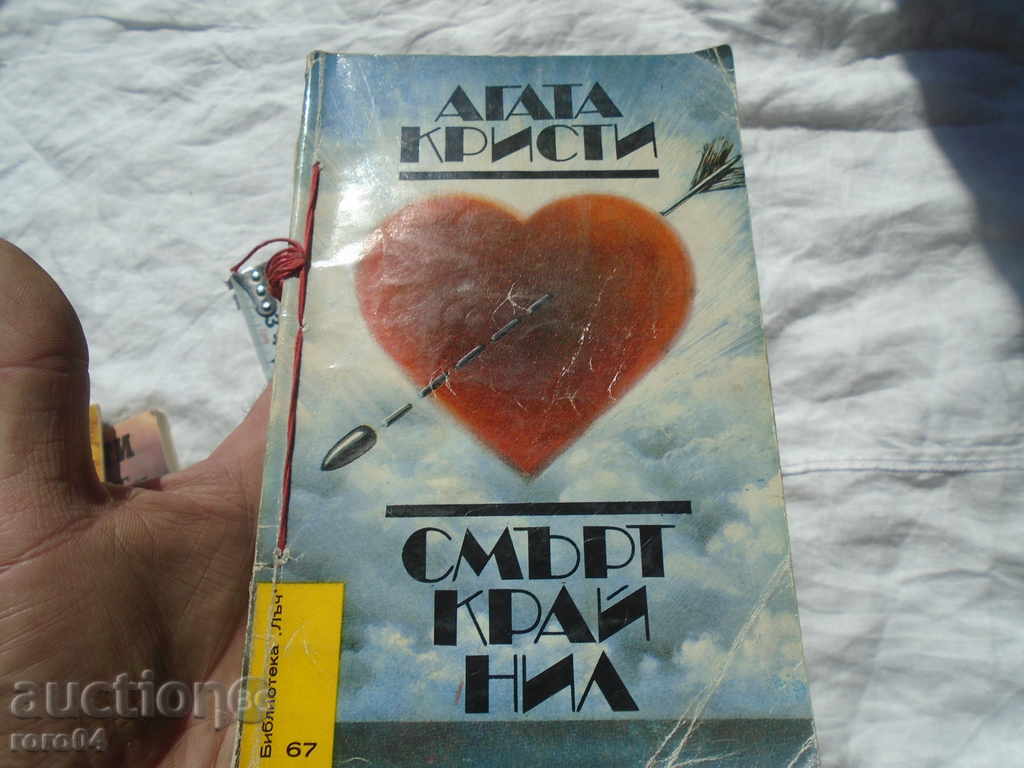 АГАТА
КРИСТИ
СМЪРТ
КРАЙ
НИЛ
Библиотека „Лъч“
67
auction
roro04